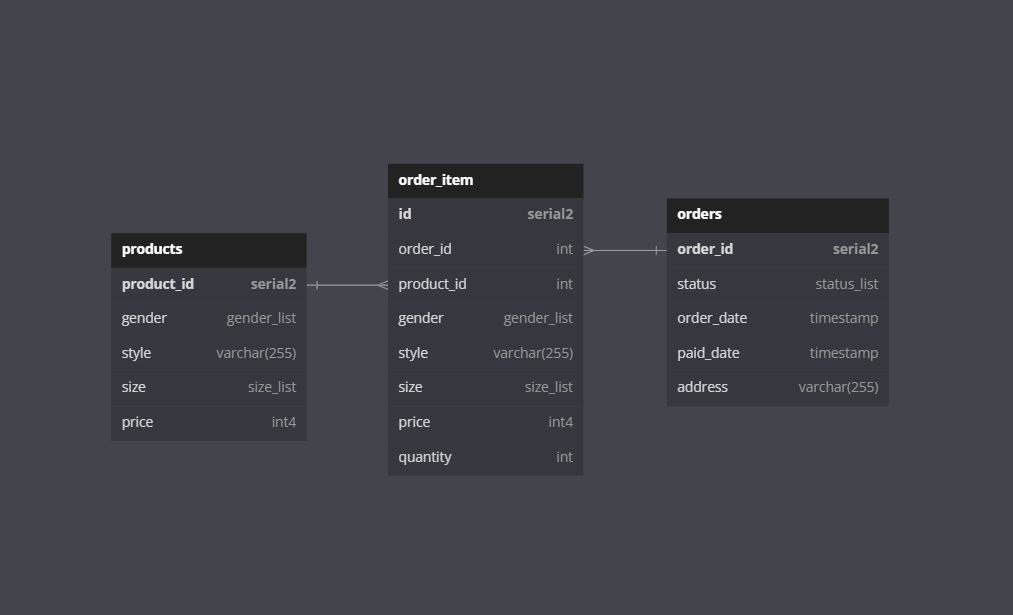 products
product_id serial2
gender gender_list
style varchar(255)
size size_list
price int4
order_item
id serial2
order_id int
product_id int
gender gender_list
style varchar(255)
size size_list
price int4
quantity int
orders
order_id serial2
status status_list
order_date timestamp
paid_date timestamp
address varchar(255)